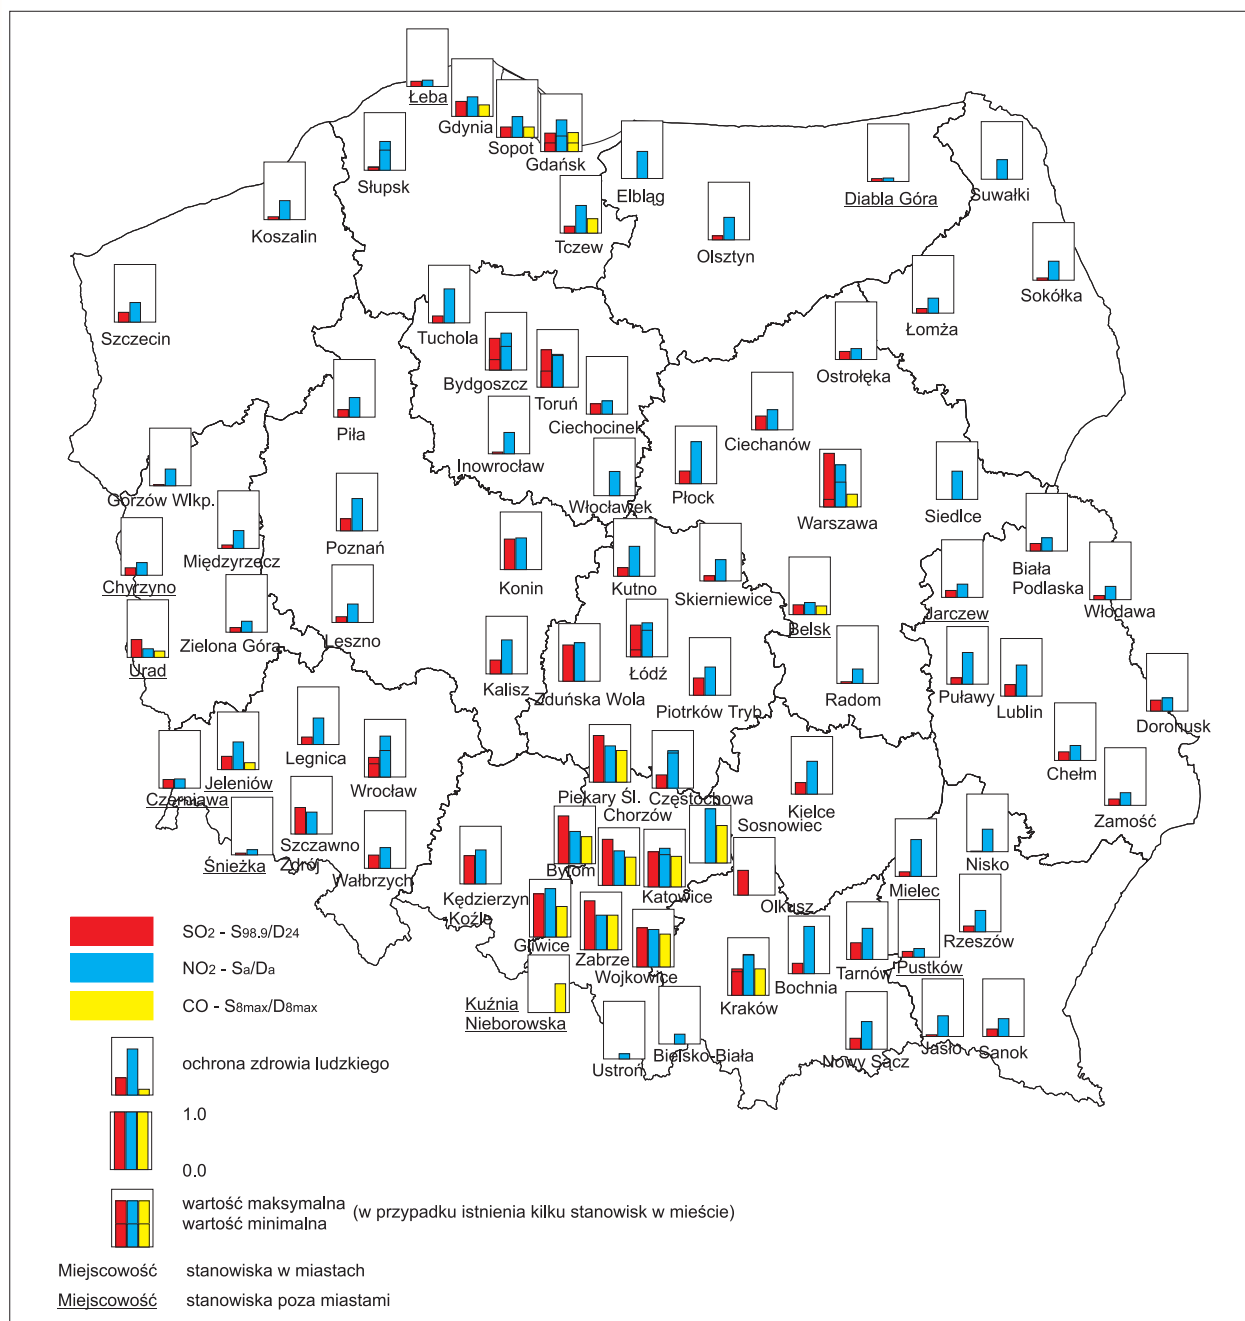 Łeba
Gdynia
Sopot
Gdańsk
Słupsk
Elbląg
Diabla Góra
Suwałki
Koszalin
Tczew
Olsztyn
Sokółka
Szczecin
Tuchola
Łomża
Bydgoszcz
Toruń
Ciechocinek
Ostrołęka
Piła
Inowrocław
Ciechanów
Gorzów Wlkp.
Włocławek
Płock
Warszawa
Siedlce
Międzyrzecz
Poznań
Chyrzyno
Konin
Kutno
Skierniewice
Biała
Podlaska
Włodawa
Zielona Góra
Leszno
Belsk
Jarczew
Urad
Kalisz
Zduńska Wola
Łódź
Piotrków Tryb.
Radom
Puławy
Lublin
Dorohusk
Legnica
Jeleniów
Czerniawa
Wrocław
Piekary Śl.
Częstochowa
Kielce
Chełm
Chorzów
Sosnowiec
Zamość
Szczawno
Zdrój
Śnieżka
Wałbrzych
Bytom
Katowice
Olkusz
Mielec
Nisko
Kędzierzyn
Koźle
Gliwice
Zabrze
Wojkowice
Rzeszów
Tarnów
Pustków
Bochnia
Kraków
Kuźnia
Nieborowska
Ustroń
Bielsko-Biała
Nowy Sącz
Jasło
Sanok
SO2 - S98,9/D24
NO2 - Sa/Da
CO - S8max/D8max
ochrona zdrowia ludzkiego
1.0
0.0
wartość maksymalna
wartość minimalna (w przypadku istnienia kilku stanowisk w mieście)
Miejscowość stanowiska w miastach
Miejscowość stanowiska poza miastami